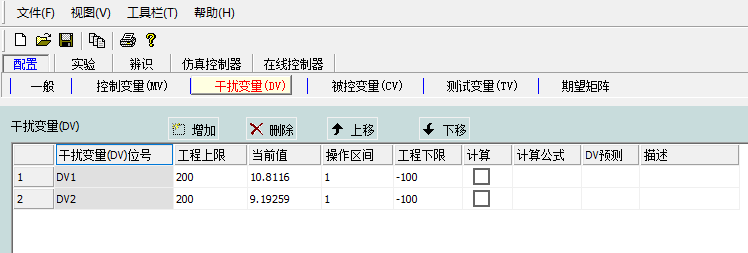 文件(F) 视图(V) 工具栏(T) 帮助(H)
配置 实验 辨识 仿真控制器 在线控制器
一般 控制变量(MV) 干扰变量(DV) 被控变量(CV) 测试变量(TV) 期望矩阵
干扰变量(DV) 增加 删除 上移 下移
干扰变量(DV)位号 工程上限 当前值 操作区间 工程下限 计算 计算公式 DV预测 描述
1 DV1 200 10.8116 1 -100
2 DV2 200 9.19259 1 -100